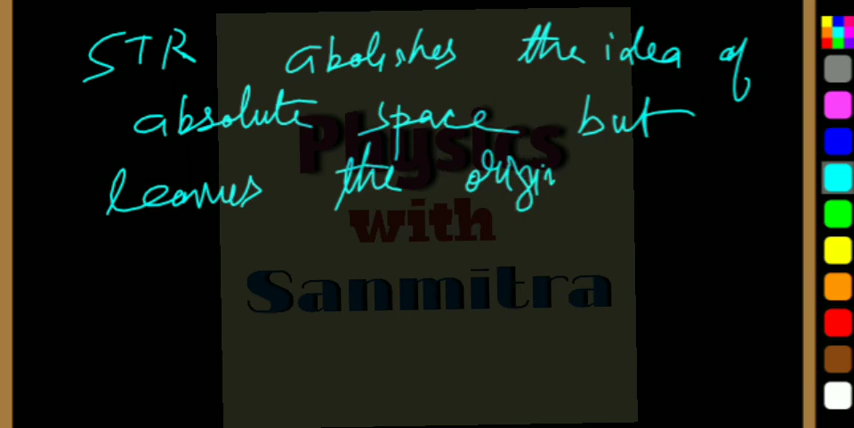 STR abolishes the idea of
absolute space but
leaves the origin
Physics
with
Sanmitra